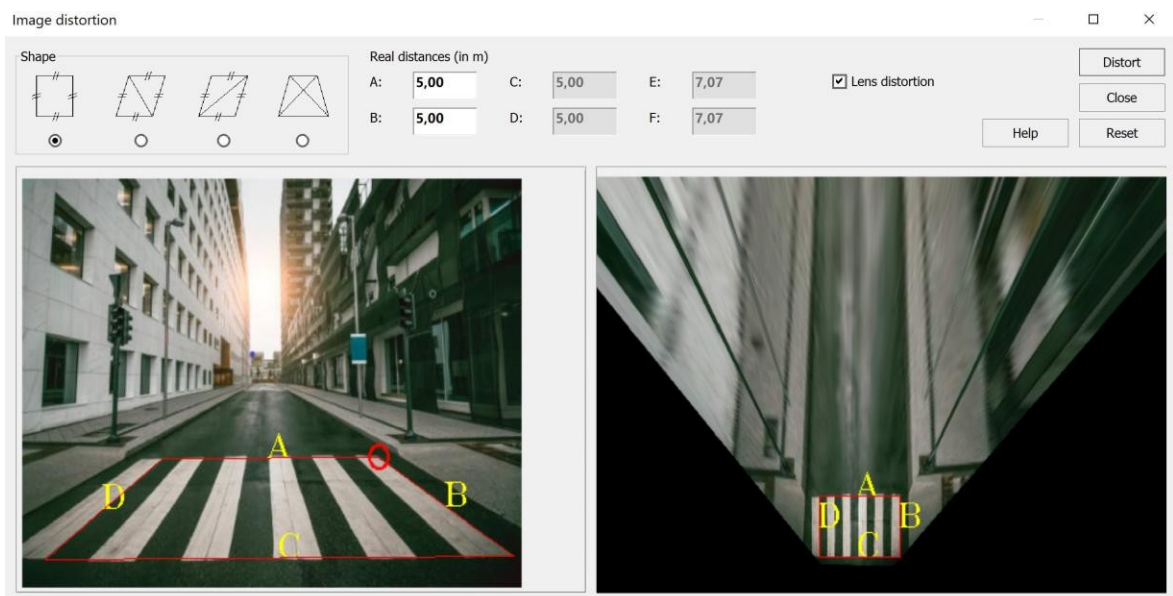 Image distortion
Shape
Real distances (in m)
A: 5,00 C: 5,00 E: 7,07
B: 5,00 D: 5,00 F: 7,07
Lens distortion
Distort
Close
Help Reset
A
D B
C
A
D B
C